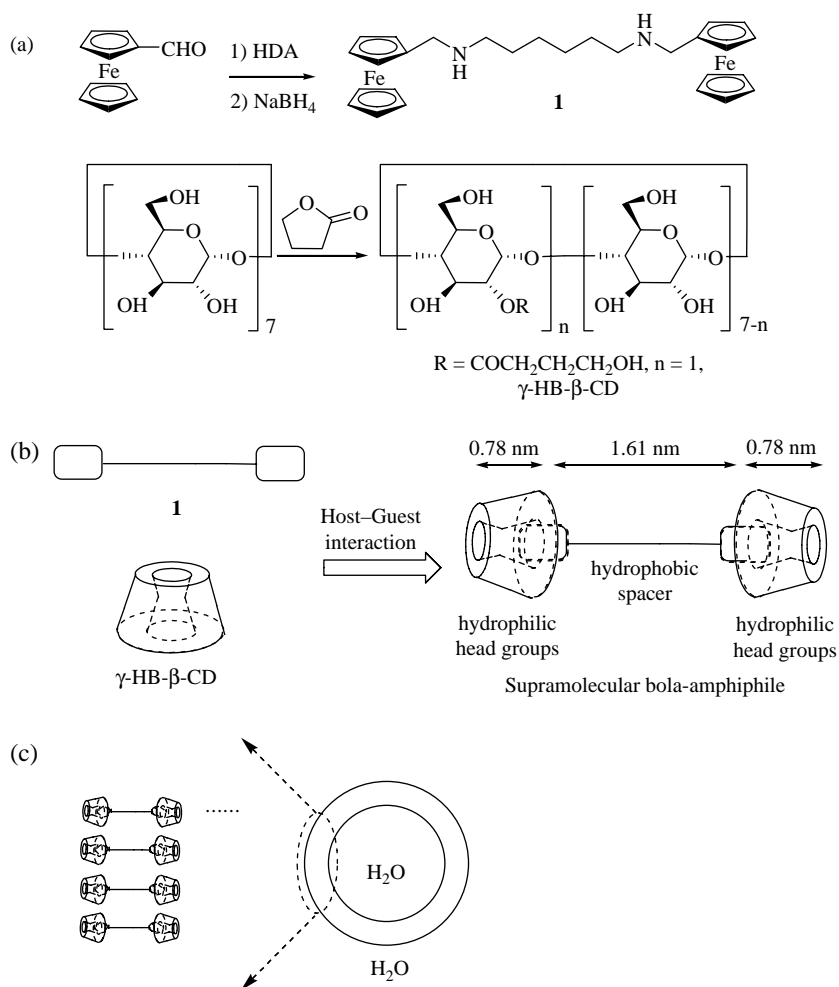 (a)
CHO
Fe
1) HDA
2) NaBH4
N
H
H
N
Fe
Fe
1
OH
O
O
OH
OH
7
O
O
OH
O
O
OH
OR
n
OH
O
O
OH
OH
7-n
R = COCH2CH2CH2OH, n = 1,
γ-HB-β-CD
(b)
1
γ-HB-β-CD
Host–Guest
interaction
0.78 nm 1.61 nm 0.78 nm
hydrophobic
spacer
hydrophilic
head groups
hydrophilic
head groups
Supramolecular bola-amphiphile
(c)
......
H2O
H2O